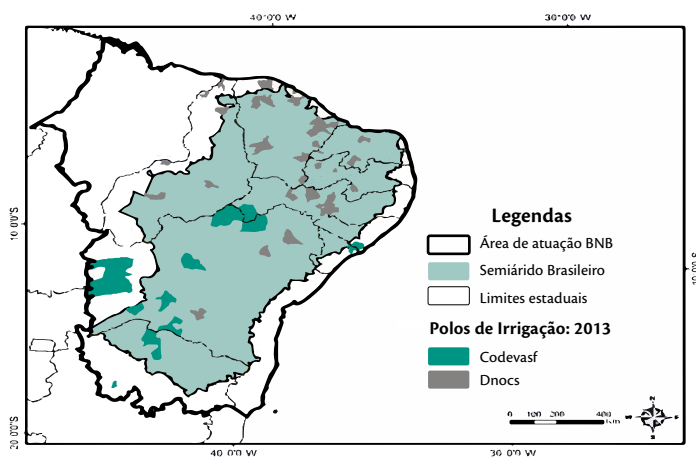 40°0'0" W 30°0'0" W
10°0'0"S
Legendas
Área de atuação BNB
Semiárido Brasileiro
Limites estaduais
Polos de Irrigação: 2013
Codevasf
Dnocs
0 100 200 400
Km
N
S
20°0'0"S
40°0'0" W 30°0'0" W